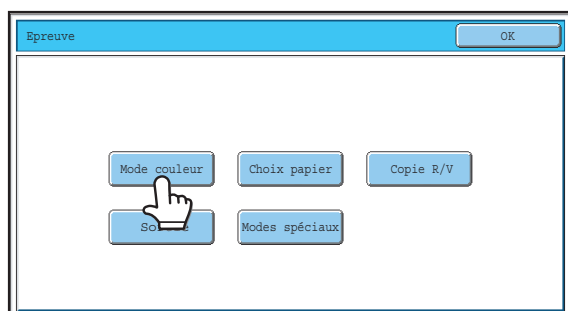 Epreuve
OK
Mode couleur
Choix papier
Copie R/V
Modes spéciaux